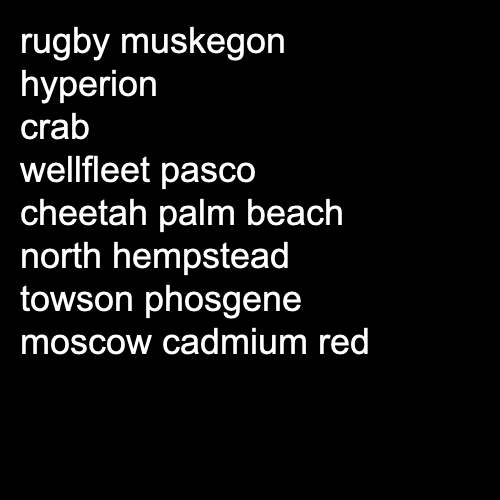 rugby muskegon
hyperion
crab
wellfleet pasco
cheetah palm beach
north hempstead
towson phosgene
moscow cadmium red